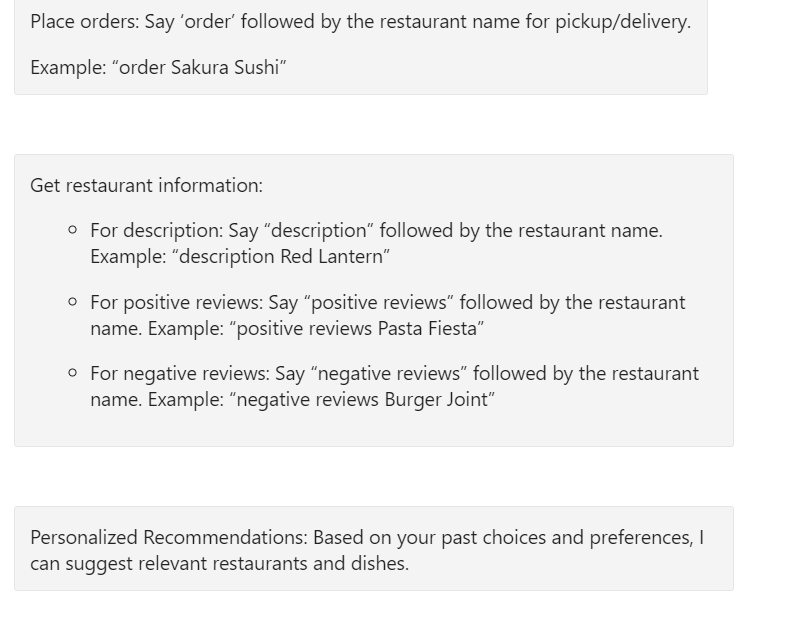 Place orders: Say ‘order’ followed by the restaurant name for pickup/delivery.
Example: “order Sakura Sushi”
Get restaurant information:
For description: Say “description” followed by the restaurant name.
Example: “description Red Lantern”
For positive reviews: Say “positive reviews” followed by the restaurant
name. Example: “positive reviews Pasta Fiesta”
For negative reviews: Say “negative reviews” followed by the restaurant
name. Example: “negative reviews Burger Joint”
Personalized Recommendations: Based on your past choices and preferences, I
can suggest relevant restaurants and dishes.